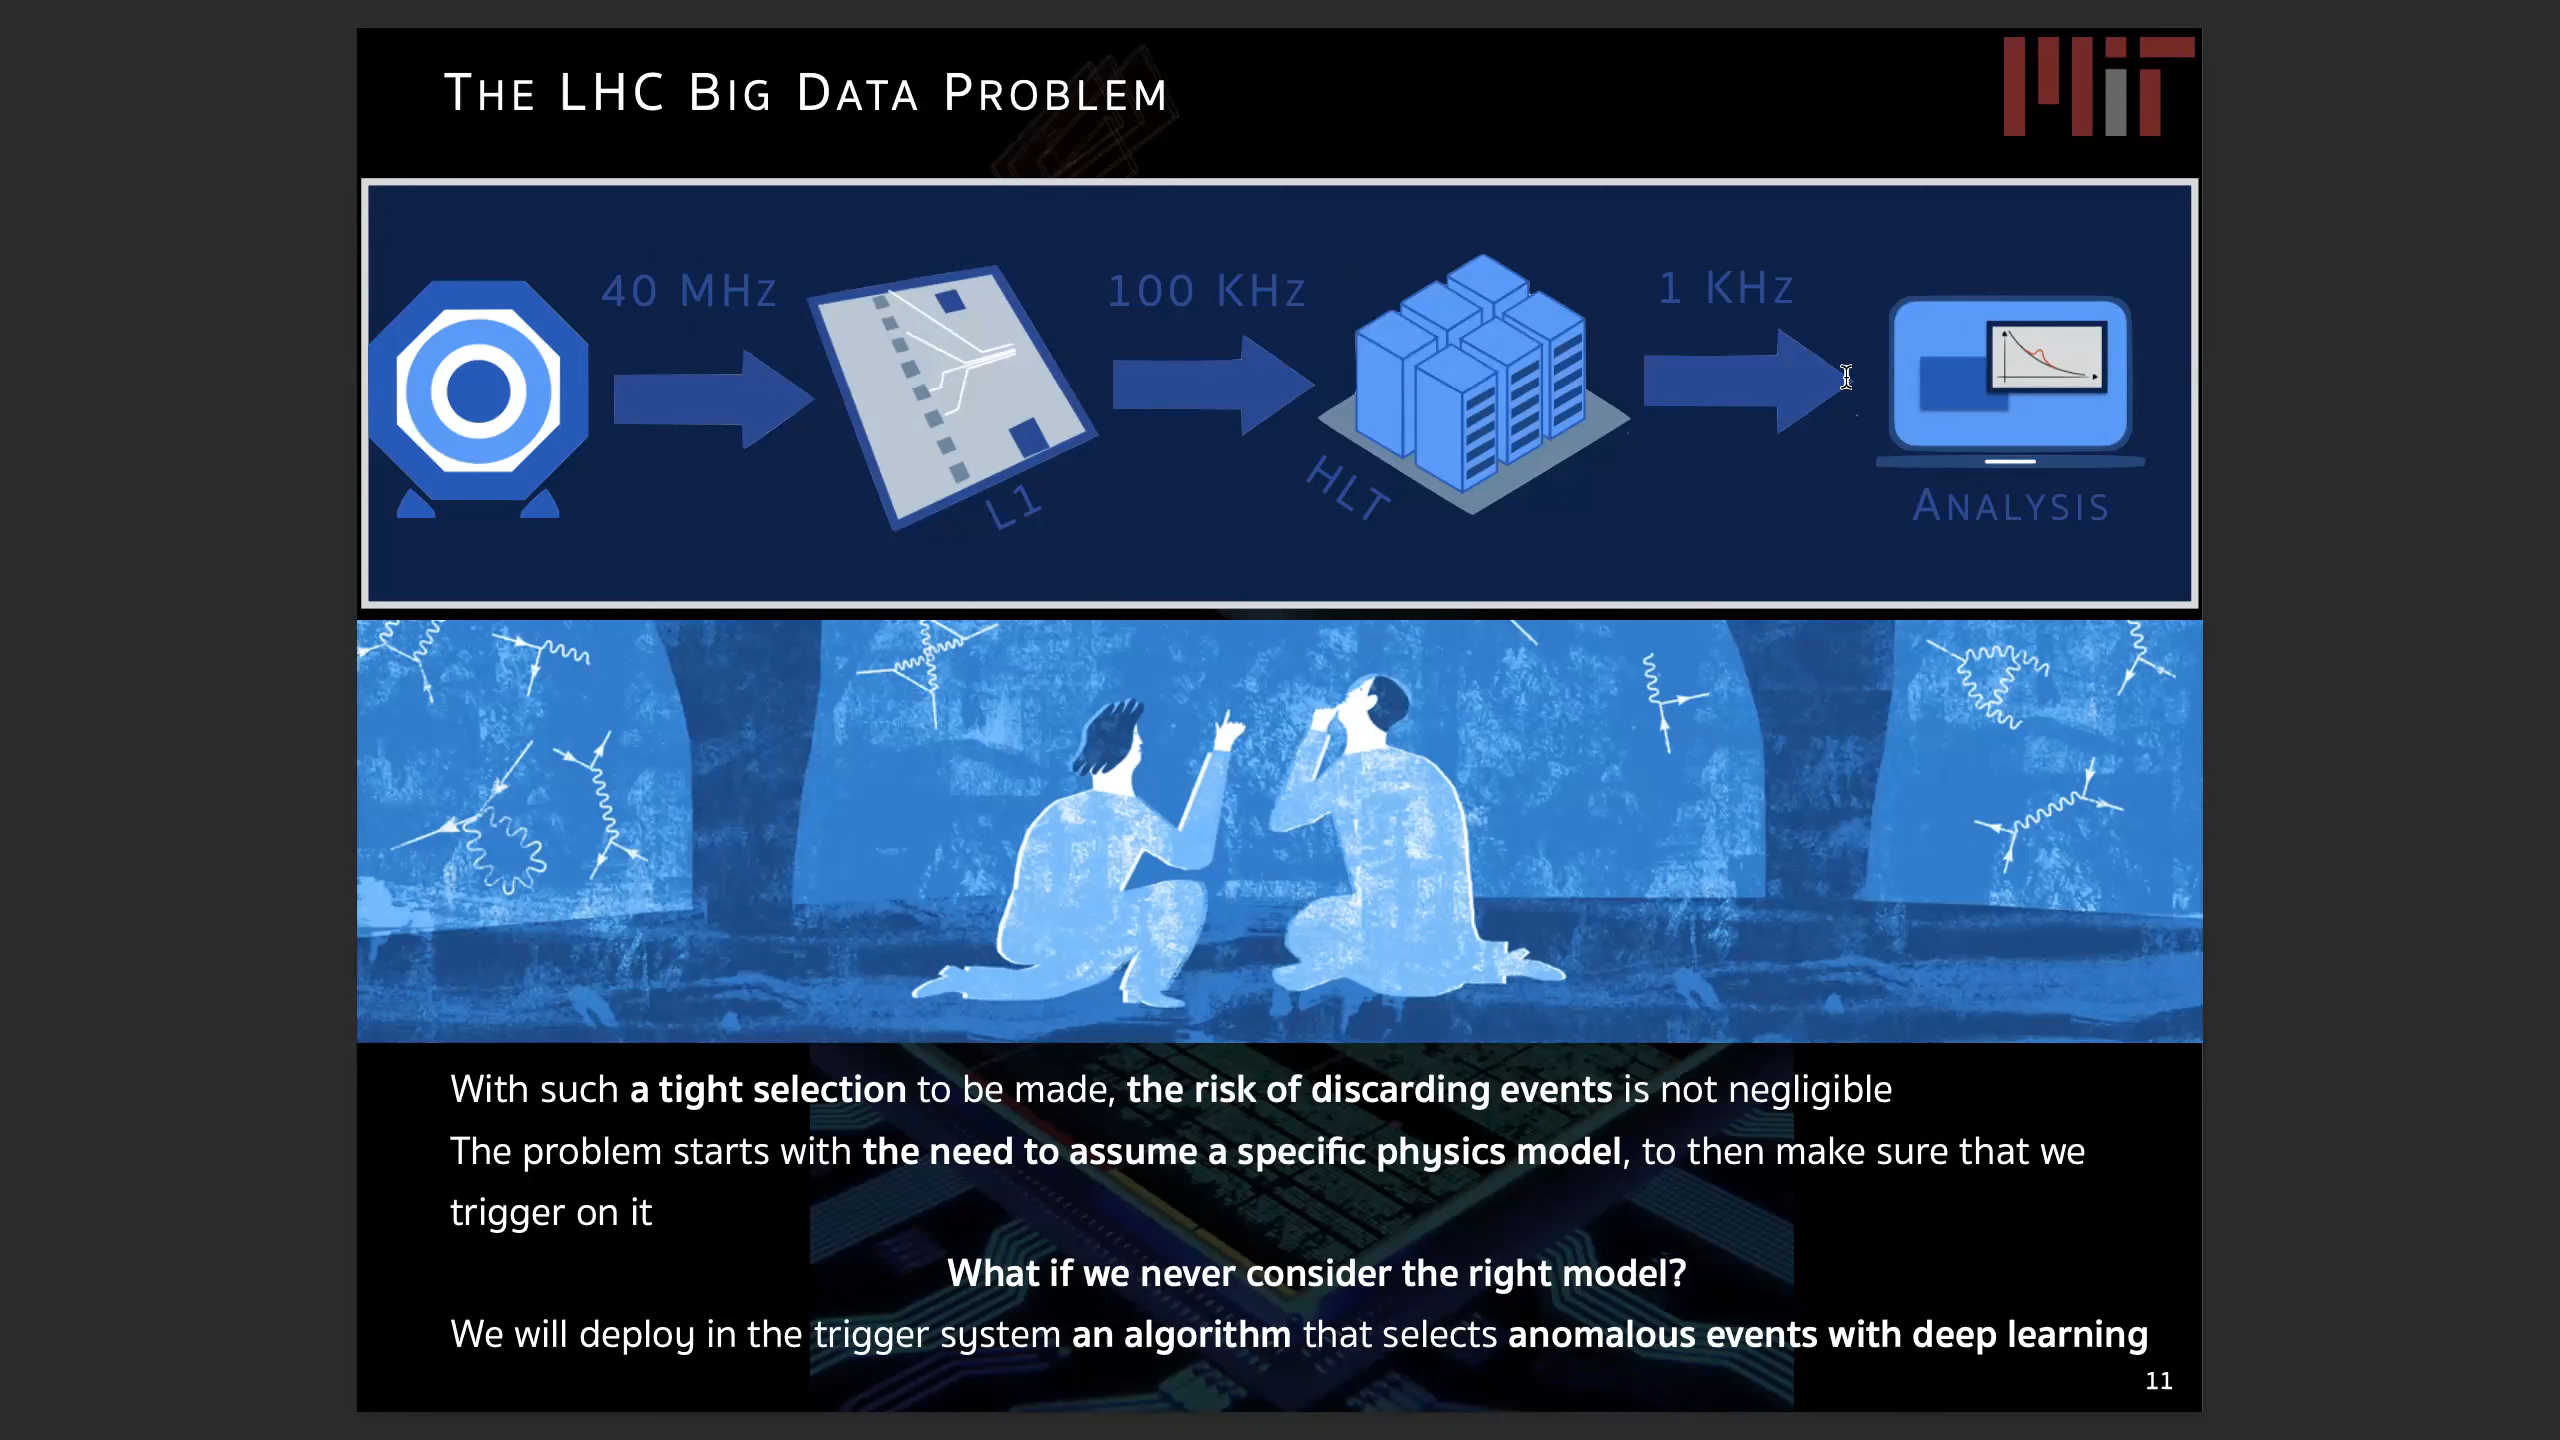 THE LHC BIG DATA PROBLEM
MIT
40 MHZ
100 KHZ
1 KHZ
L1
HLT
ANALYSIS
With such a tight selection to be made, the risk of discarding events is not negligible
The problem starts with the need to assume a specific physics model, to then make sure that we
trigger on it
What if we never consider the right model?
We will deploy in the trigger system an algorithm that selects anomalous events with deep learning
11